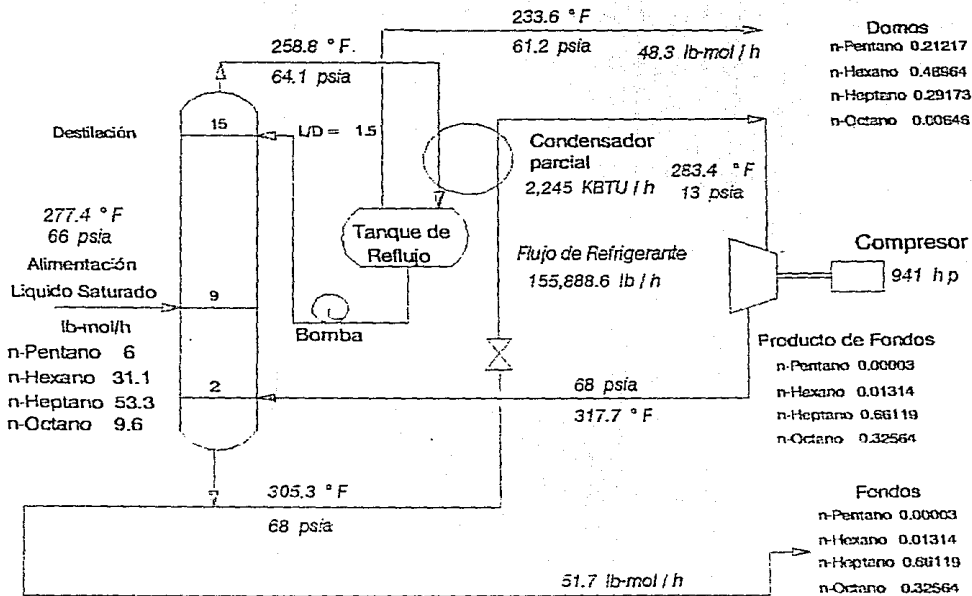 233.6 ° F
61.2 psia
48.3 lb-mol / h
Domos
n-Pentano 0.21217
n-Hexano 0.48964
n-Heptano 0.29173
n-Octano 0.00646
258.8 ° F.
64.1 psia
15
Destilación
L/D = 1.5
Condensador
parcial
2,245 KBTU / h
283.4 ° F
13 psia
277.4 ° F
66 psia
Alimentación
Líquido Saturado
9
lb-mol/h
n-Pentano 6
n-Hexano 31.1
n-Heptano 53.3
n-Octano 9.6
Tanque de
Reflujo
Bomba
Flujo de Refrigerante
155,888.6 lb / h
Compresor
941 hp
2
68 psia
317.7 ° F
Producto de Fondos
n-Pentano 0.00003
n-Hexano 0.01314
n-Heptano 0.66119
n-Octano 0.32564
305.3 ° F
68 psia
Fondos
n-Pentano 0.00003
n-Hexano 0.01314
n-Heptano 0.66119
n-Octano 0.32564
51.7 lb-mol / h